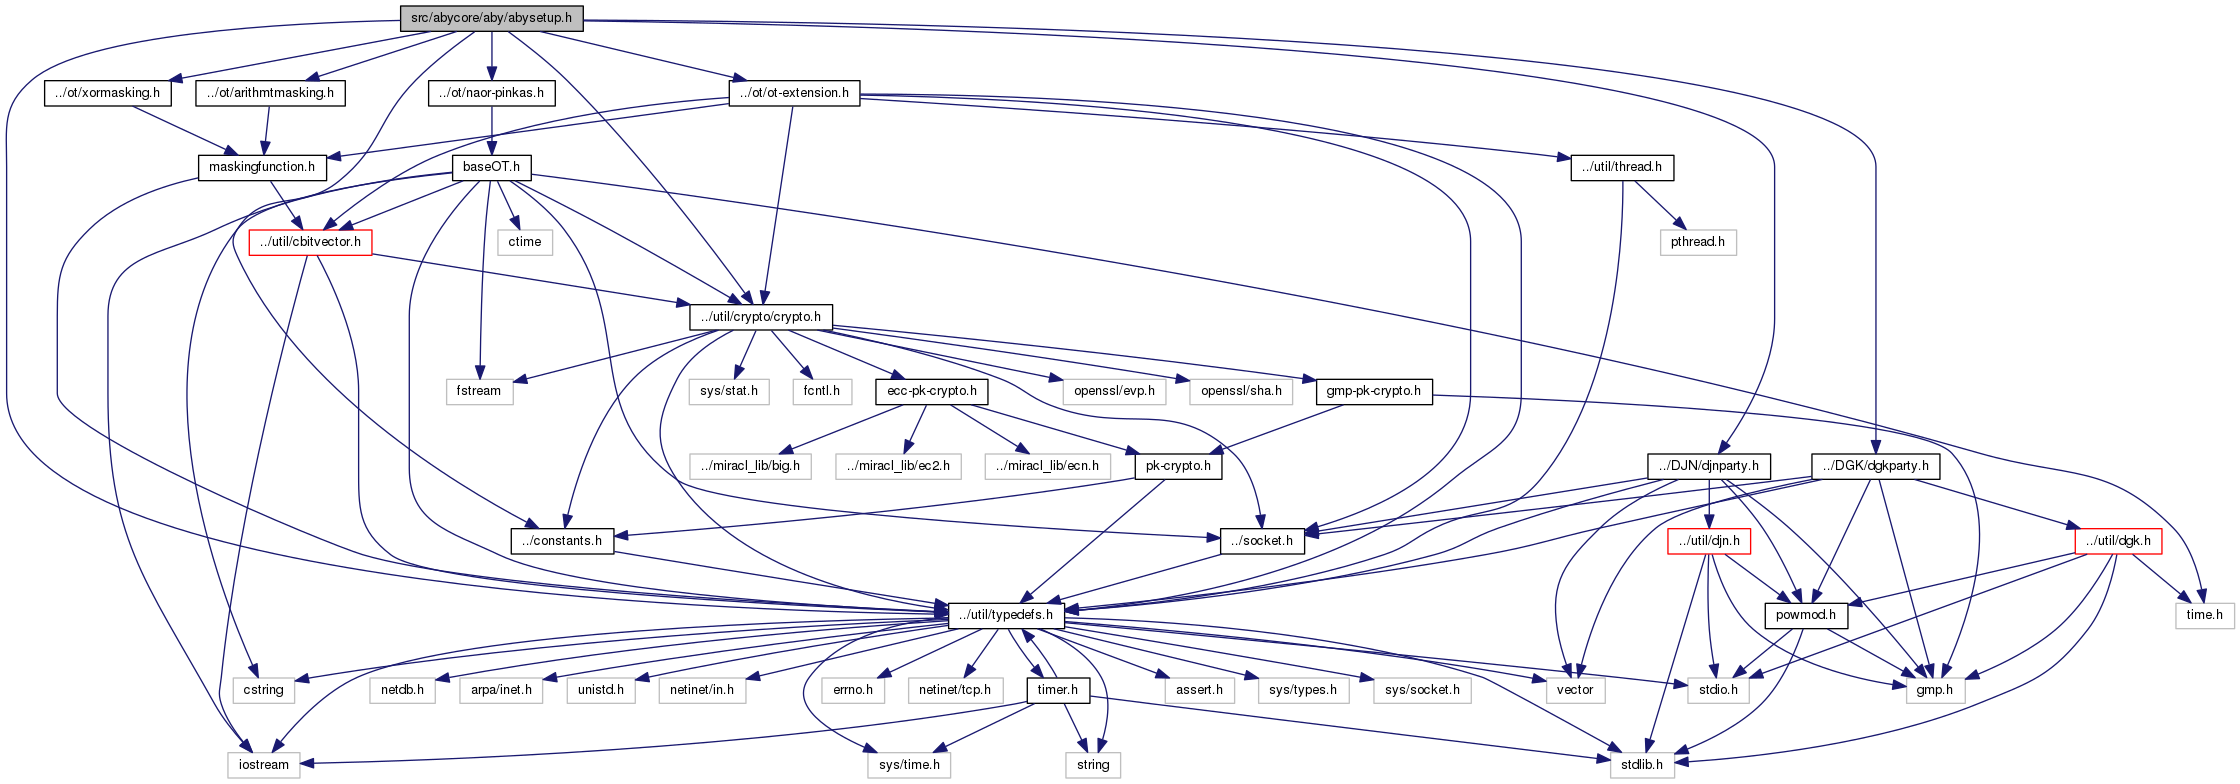 src/abycore/aby/abysetup.h
../ot/xormasking.h
../ot/arithmtmasking.h
../ot/naor-pinkas.h
../ot/ot-extension.h
maskingfunction.h
baseOT.h
../util/thread.h
../util/cbitvector.h
ctime
pthread.h
../util/crypto/crypto.h
fstream
sys/stat.h
fcntl.h
ecc-pk-crypto.h
openssl/evp.h
openssl/sha.h
gmp-pk-crypto.h
../miracl_lib/big.h
../miracl_lib/ec2.h
../miracl_lib/ecn.h
pk-crypto.h
../DJN/djnparty.h
../DGK/dgkparty.h
../constants.h
../socket.h
../util/djn.h
../util/dgk.h
../util/typedefs.h
powmod.h
time.h
cstring
netdb.h
arpa/inet.h
unistd.h
netinet/in.h
errno.h
netinet/tcp.h
timer.h
assert.h
sys/types.h
sys/socket.h
vector
stdio.h
gmp.h
iostream
sys/time.h
string
stdlib.h